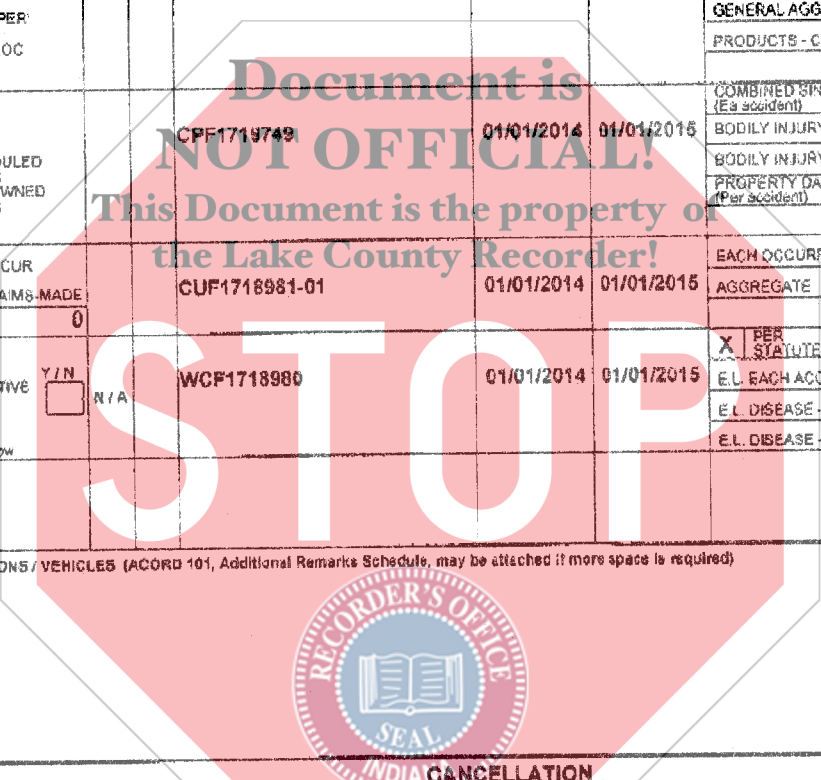 GENERAL AGG
PER
PRODUCTS - C
OC
Document is
COMBINED SIN
(Ea accident)
CPF1719749 01/01/2014 01/01/2015 BODILY INJURY
NOT OFFICIAL!
ULED BODILY INJURY
WNED PROPERTY DA
(Per accident)
This Document is the property of
the Lake County Recorder!
CUR EACH OCCURR
AIMS-MADE CUF1718981-01 01/01/2014 01/01/2015 AGGREGATE
0
STOP
X PER
STATUTE
TIVE Y / N N / A WCF1718980 01/01/2014 01/01/2015 E.L. EACH ACC
E.L. DISEASE -
E.L. DISEASE -
ONS / VEHICLES (ACORD 101, Additional Remarks Schedule, may be attached if more space is required)
RECORDER'S OFFICE
SEAL
INDIANA
CANCELLATION